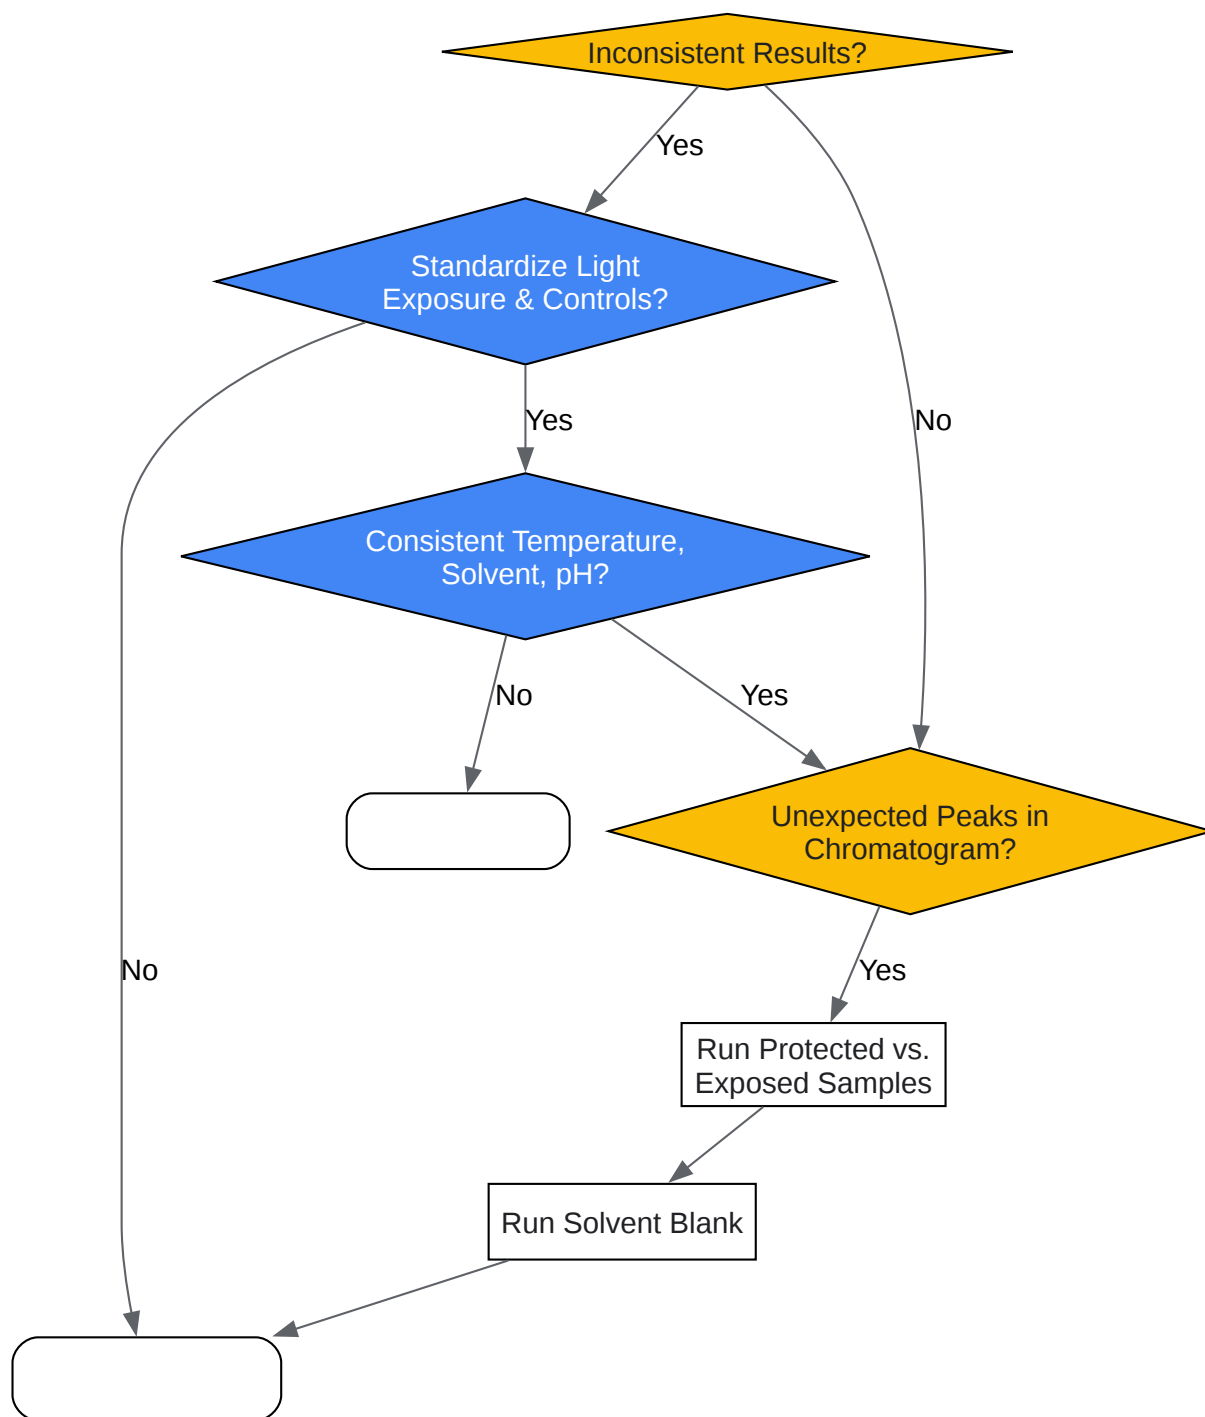 Inconsistent Results?
Yes
Standardize Light
Exposure & Controls?
Yes
No
Consistent Temperature,
Solvent, pH?
No
Yes
Unexpected Peaks in
Chromatogram?
No
Yes
Run Protected vs.
Exposed Samples
Run Solvent Blank